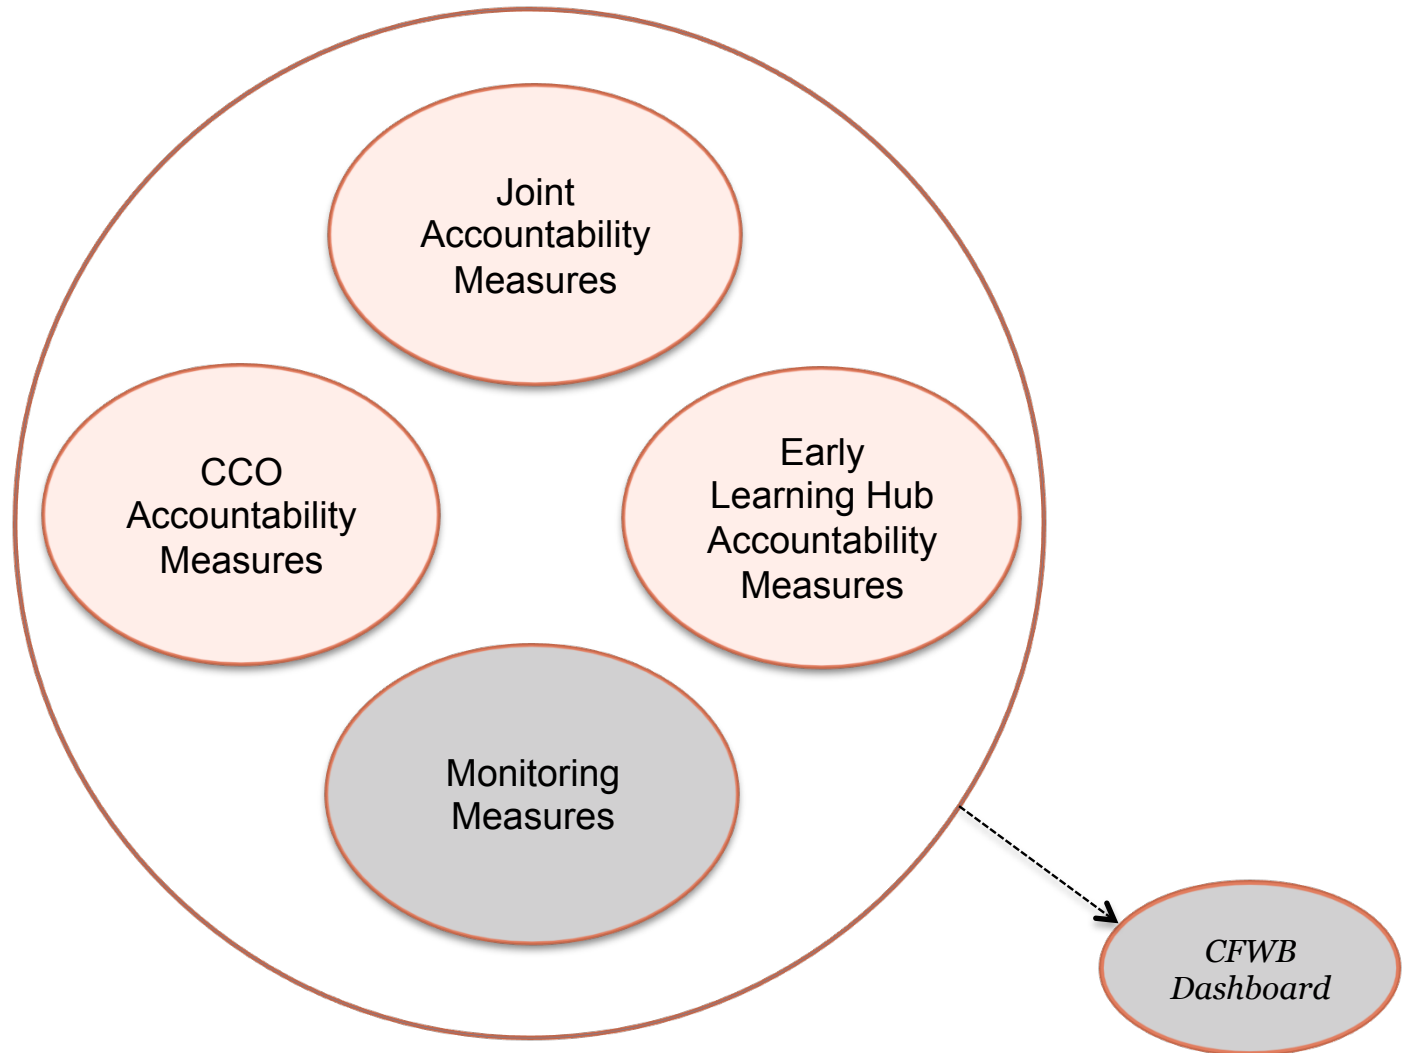 Joint
Accountability
Measures
CCO
Accountability
Measures
Early
Learning Hub
Accountability
Measures
Monitoring
Measures
CFWB
Dashboard